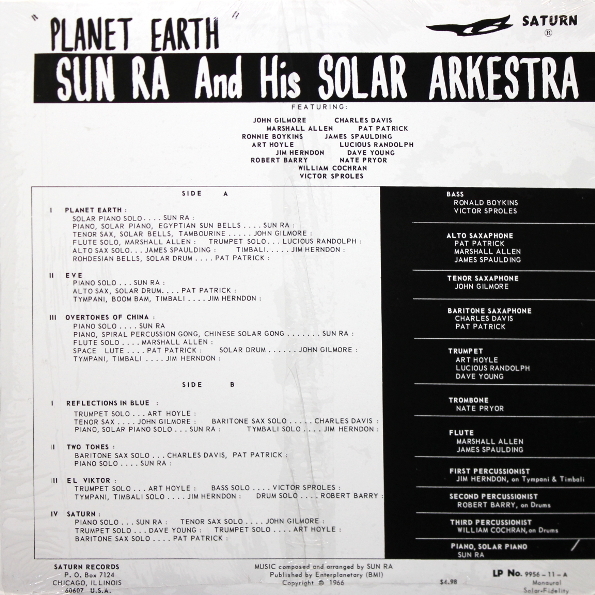 " PLANET EARTH "
SATURN
®
SUN RA And His SOLAR ARKESTRA
FEATURING:
JOHN GILMORE CHARLES DAVIS
MARSHALL ALLEN PAT PATRICK
RONNIE BOYKINS JAMES SPAULDING
ART HOYLE LUCIOUS RANDOLPH
JIM HERNDON DAVE YOUNG
ROBERT BARRY NATE PRYOR
WILLIAM COCHRAN
VICTOR SPROLES
SIDE A
I PLANET EARTH :
SOLAR PIANO SOLO .... SUN RA :
PIANO, SOLAR PIANO, EGYPTIAN SUN BELLS .... SUN RA :
TENOR SAX, SOLAR BELLS, TAMBOURINE ..... JOHN GILMORE :
FLUTE SOLO, MARSHALL ALLEN : TRUMPET SOLO... LUCIOUS RANDOLPH :
ALTO SAX SOLO... JAMES SPAULDING : TIMBALI .... JIM HERNDON :
ROHDESIAN BELLS, SOLAR DRUM .... PAT PATRICK :
II EVE
PIANO SOLO .... SUN RA :
ALTO SAX, SOLAR DRUM.... PAT PATRICK :
TYMPANI, BOOM BAM, TIMBALI .... JIM HERNDON :
III OVERTONES OF CHINA :
PIANO SOLO .... SUN RA
PIANO, SPIRAL PERCUSSION GONG, CHINESE SOLAR GONG ....... SUN RA :
FLUTE SOLO .... MARSHALL ALLEN :
SPACE LUTE .... PAT PATRICK : SOLAR DRUM ...... JOHN GILMORE :
TYMPANI, TIMBALI .... JIM HERNDON :
SIDE B
I REFLECTIONS IN BLUE :
TRUMPET SOLO ... ART HOYLE :
TENOR SAX .... JOHN GILMORE : BARITONE SAX SOLO ..... CHARLES DAVIS :
PIANO, SOLAR PIANO SOLO ... SUN RA : TYMBALI SOLO ... JIM HERNDON :
II TWO TONES :
BARITONE SAX SOLO ... CHARLES DAVIS, PAT PATRICK :
PIANO SOLO .... SUN RA :
III EL VIKTOR :
TRUMPET SOLO ... ART HOYLE : BASS SOLO ... VICTOR SPROLES :
TYMPANI, TIMBALI SOLO .... JIM HERNDON : DRUM SOLO .... ROBERT BARRY :
IV SATURN :
PIANO SOLO ... SUN RA : TENOR SAX SOLO .... JOHN GILMORE :
TRUMPET SOLO ... DAVE YOUNG : TRUMPET SOLO ... ART HOYLE :
BARITONE SAX SOLO .... PAT PATRICK :
BASS
RONALD BOYKINS
VICTOR SPROLES
ALTO SAXAPHONE
PAT PATRICK
MARSHALL ALLEN
JAMES SPAULDING
TENOR SAXAPHONE
JOHN GILMORE
BARITONE SAXAPHONE
CHARLES DAVIS
PAT PATRICK
TRUMPET
ART HOYLE
LUCIOUS RANDOLPH
DAVE YOUNG
TROMBONE
NATE PRYOR
FLUTE
MARSHALL ALLEN
JAMES SPAULDING
FIRST PERCUSSIONIST
JIM HERNDON, on Tympani & Timbali
SECOND PERCUSSIONIST
ROBERT BARRY, on Drums
THIRD PERCUSSIONIST
WILLIAM COCHRAN, on Drums
PIANO, SOLAR PIANO
SUN RA
SATURN RECORDS
P. O. Box 7124
CHICAGO, ILLINOIS
60607 U.S.A.
MUSIC composed and arranged by SUN RA
Published by Enterplanetary (BMI)
Copyright © 1966
$4.98
LP No. 9956-11-A
Monaural
Solar-Fidelity